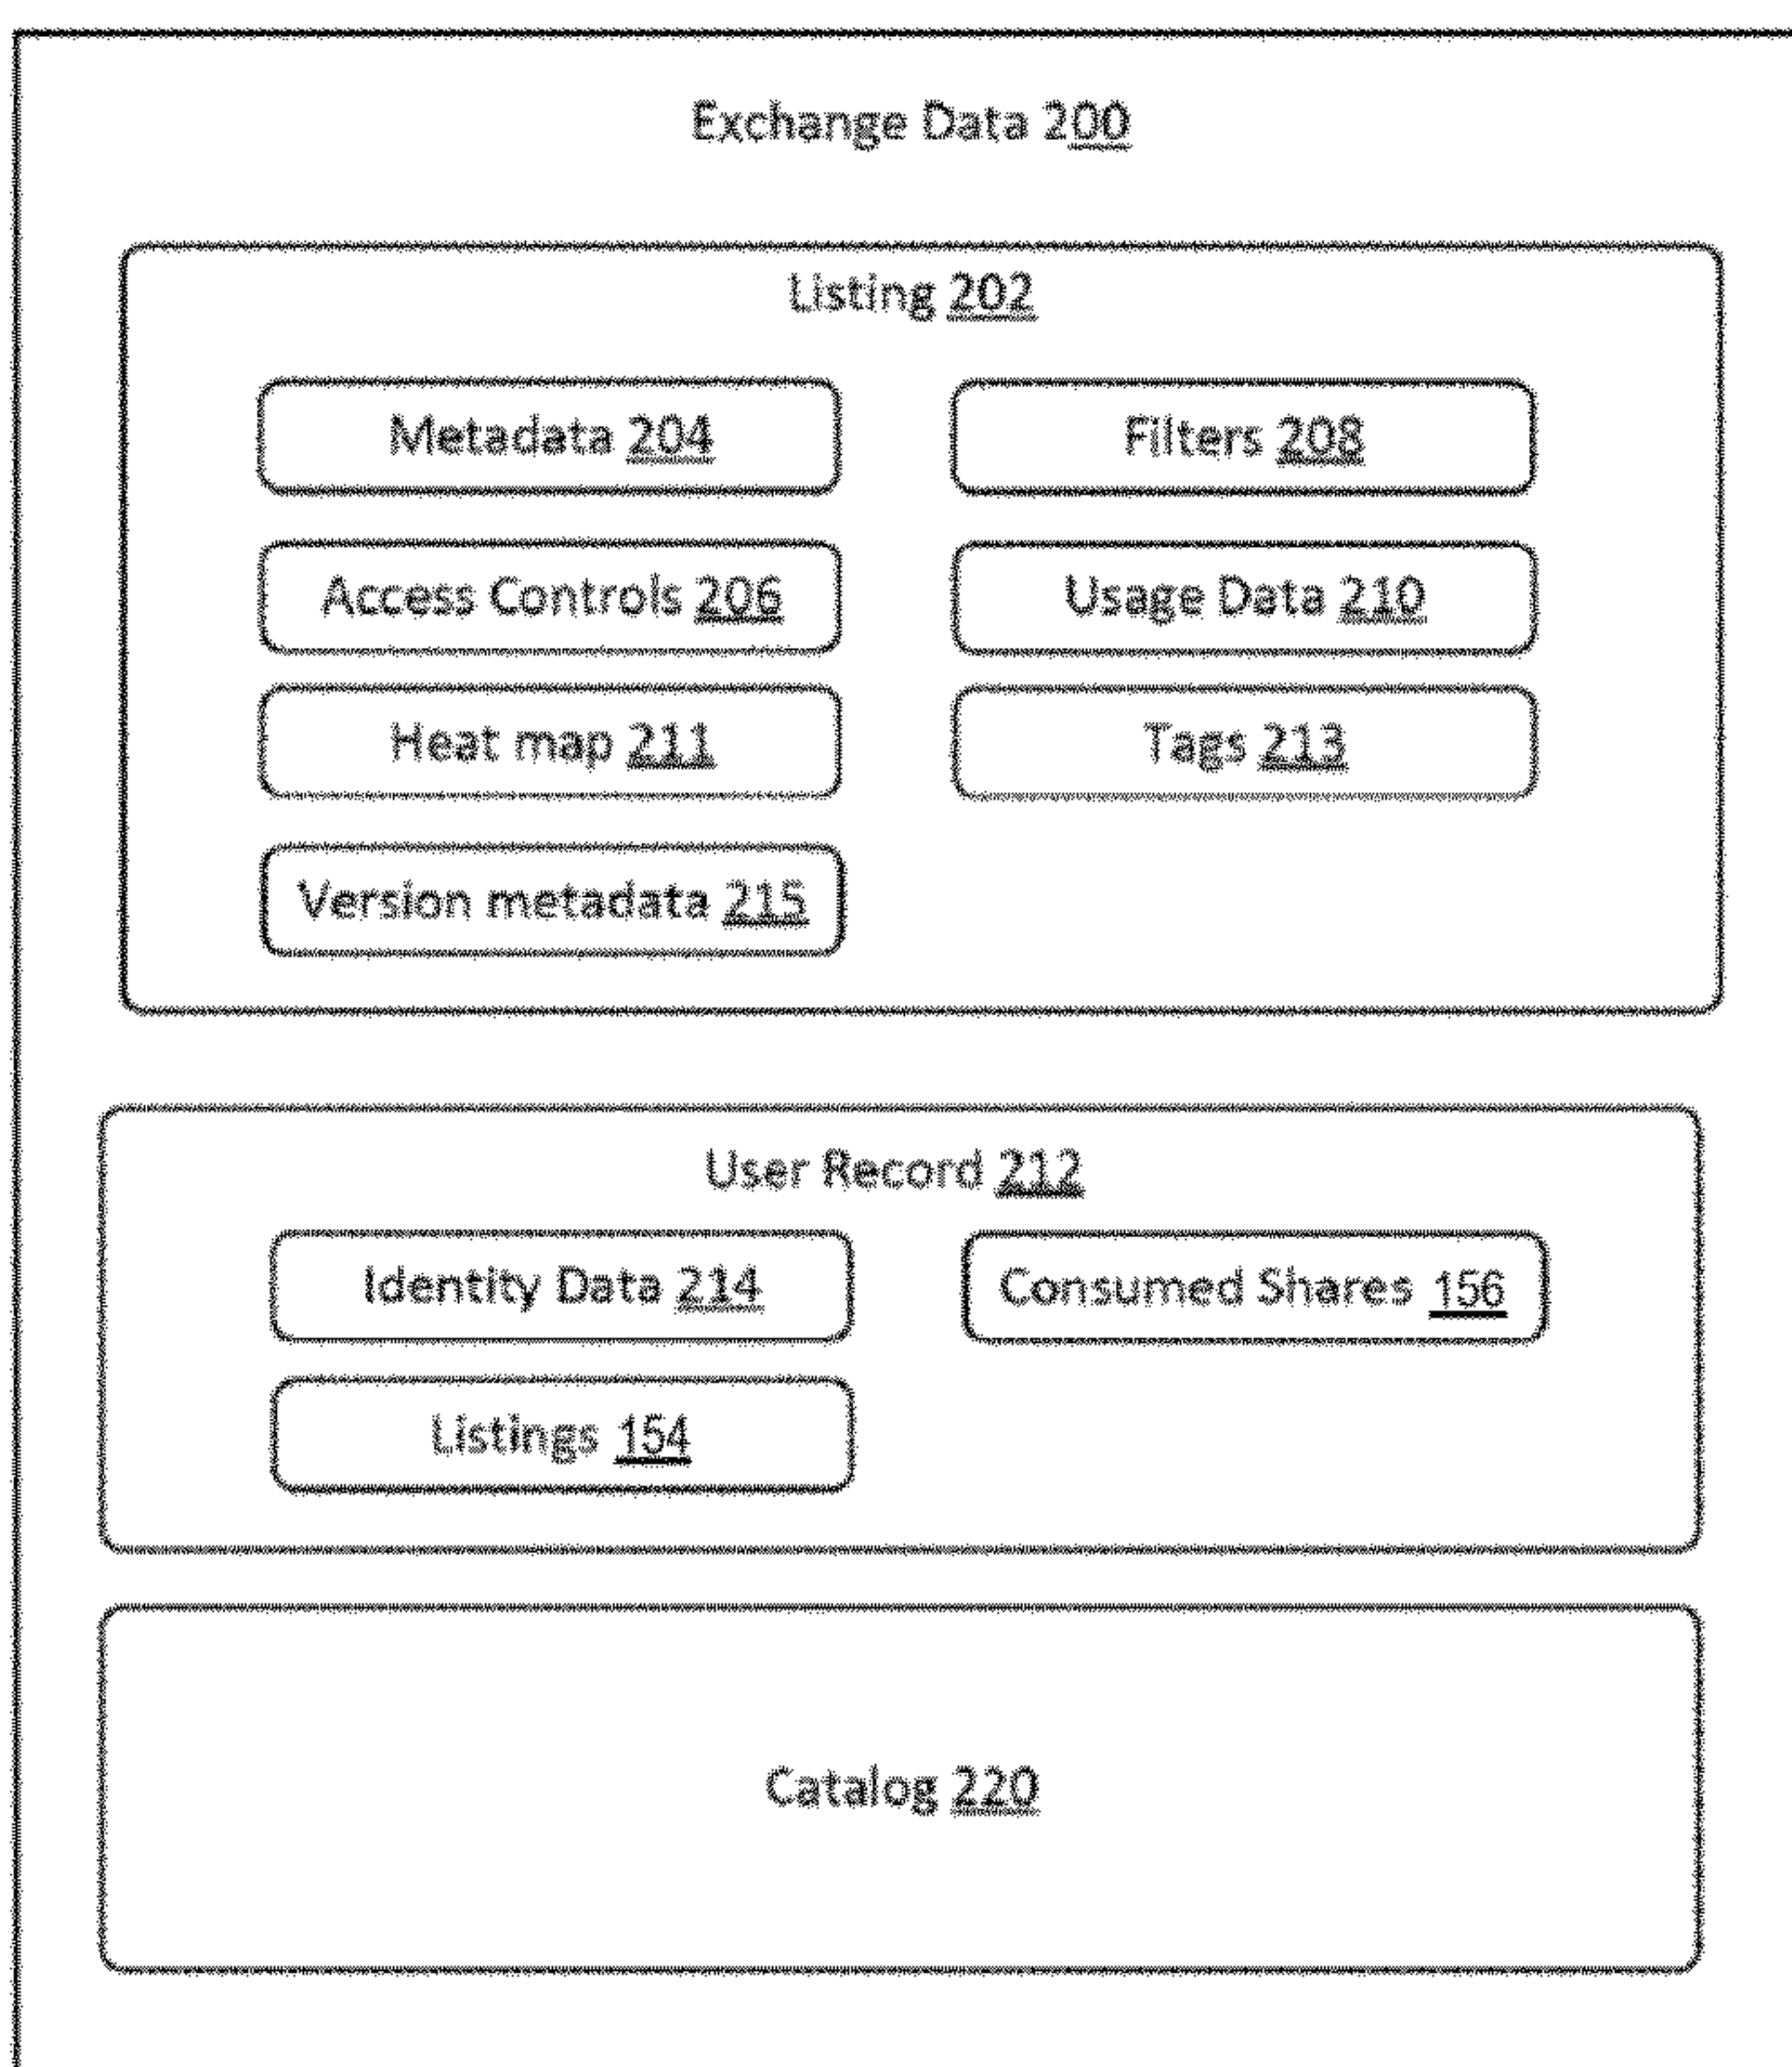 Exchange Data 200
Listing 202
Metadata 204
Filters 208
Access Controls 206
Usage Data 210
Heat map 211
Tags 213
Version metadata 215
User Record 212
Identity Data 214
Consumed Shares 156
Listings 154
Catalog 220